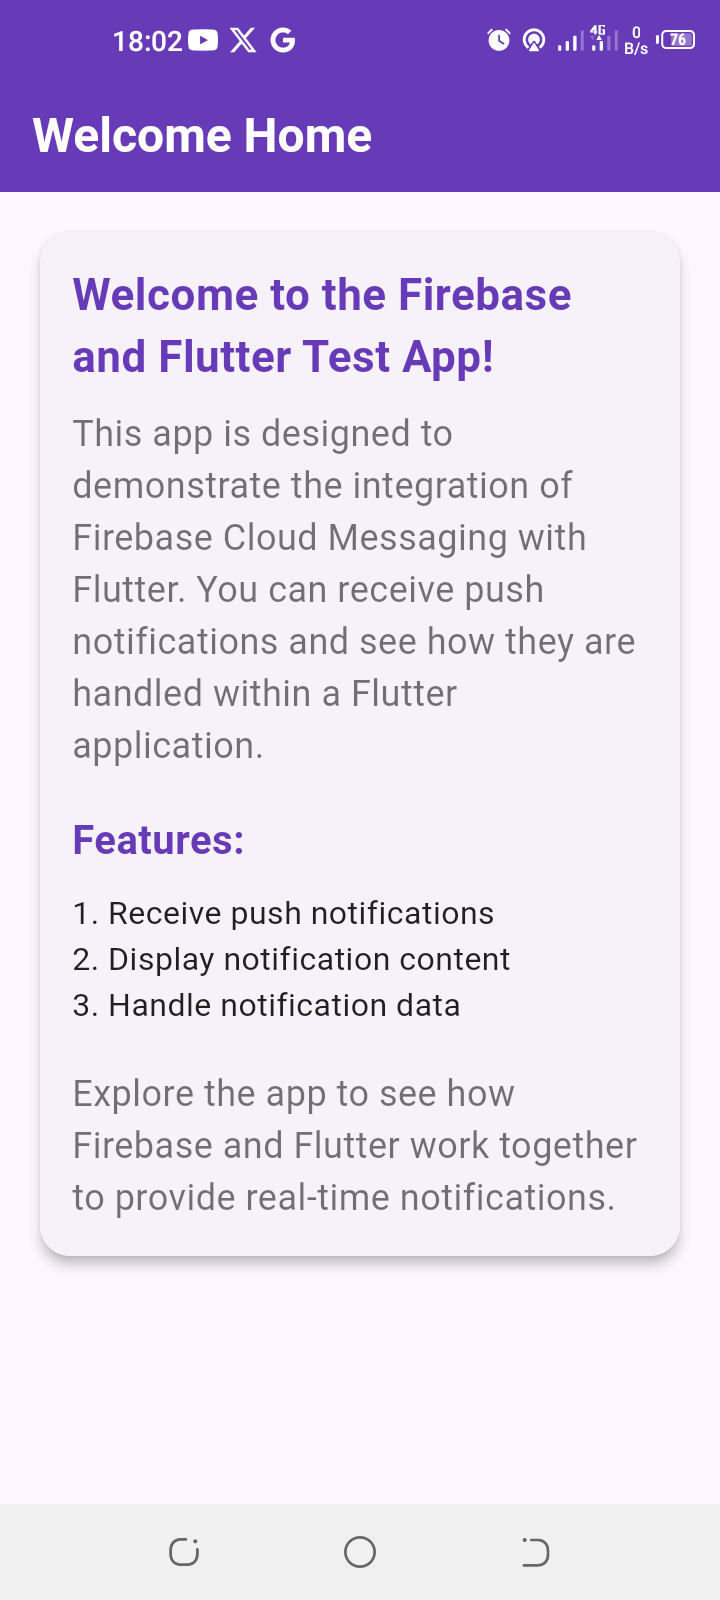 18:02
4G
0
B/s
76
Welcome Home
Welcome to the Firebase
and Flutter Test App!
This app is designed to
demonstrate the integration of
Firebase Cloud Messaging with
Flutter. You can receive push
notifications and see how they are
handled within a Flutter
application.
Features:
1. Receive push notifications
2. Display notification content
3. Handle notification data
Explore the app to see how
Firebase and Flutter work together
to provide real-time notifications.